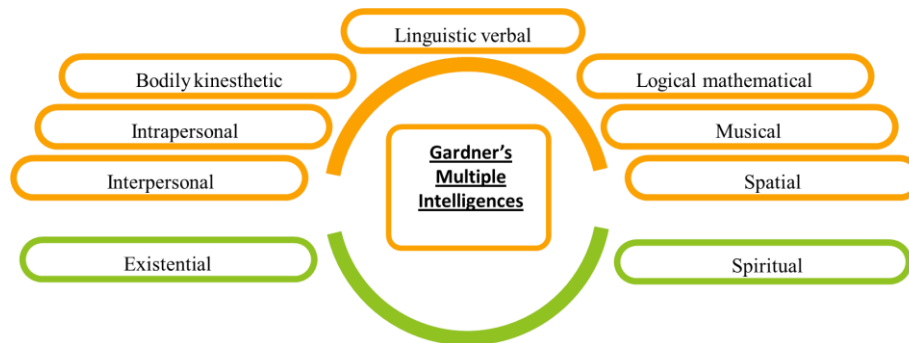 Linguistic verbal
Bodily kinesthetic
Logical mathematical
Intrapersonal
Musical
Interpersonal
Spatial
Gardner’s
Multiple
Intelligences
Existential
Spiritual